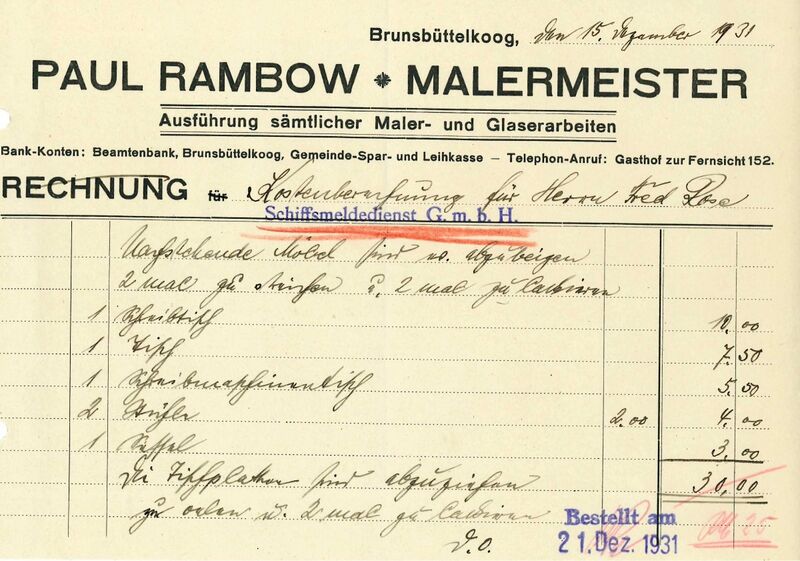 Brunsbüttelkoog, den 15. Dezember 1931
PAUL RAMBOW * MALERMEISTER
Ausführung sämtlicher Maler- und Glaserarbeiten
Bank-Konten: Beamtenbank, Brunsbüttelkoog, Gemeinde-Spar- und Leihkasse — Telephon-Anruf: Gasthof zur Fernsicht 152.
RECHNUNG für Kostenberechnung für Herrn Fred Rose
Schiffsmeldedienst G. m. b. H.
Nachstehende Möbel sind abzubeizen
2 mal zu streichen u. 2 mal zu lackieren
1 Schreibtisch 10.00
1 Tisch 7.50
1 Schreibmaschinentisch 5.50
2 Stühle 2.00 4.00
1 Sessel 3.00
Die Tischplatten sind abzuziehen 30,00
zu oelen u. 2 mal zu lackieren
D.O.
Bestellt am
21. Dez. 1931